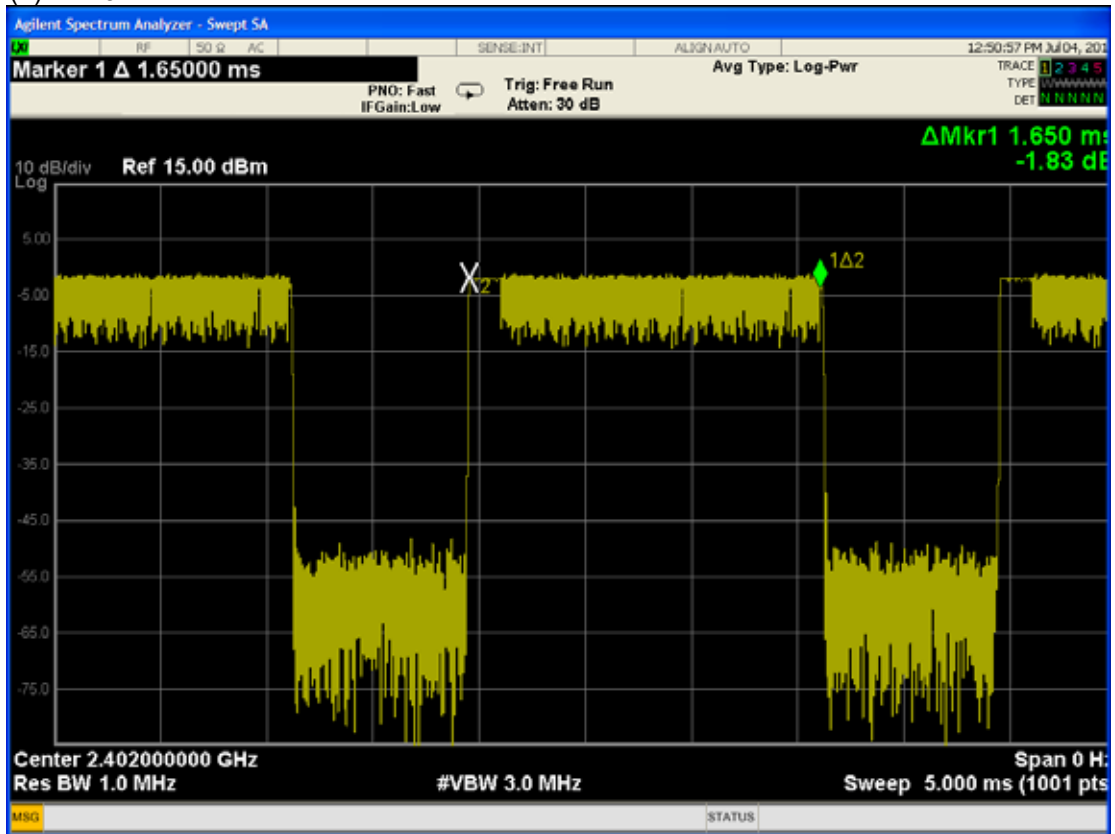 Agilent Spectrum Analyzer - Swept SA
LXI RF 50 Ω AC SENSE:INT ALIGN AUTO 12:50:57 PM Jul 04, 201
Marker 1 Δ 1.65000 ms
PNO: Fast
IFGain:Low
Trig: Free Run
Atten: 30 dB
Avg Type: Log-Pwr
TRACE 1 2 3 4 5
TYPE
DET N N N N N
ΔMkr1 1.650 ms
-1.83 dB
10 dB/div Ref 15.00 dBm
Log
5.00
-5.00
-15.0
-25.0
-35.0
-45.0
-55.0
-65.0
-75.0
X2
1Δ2
Center 2.402000000 GHz Span 0 Hz
Res BW 1.0 MHz #VBW 3.0 MHz Sweep 5.000 ms (1001 pts
MSG STATUS